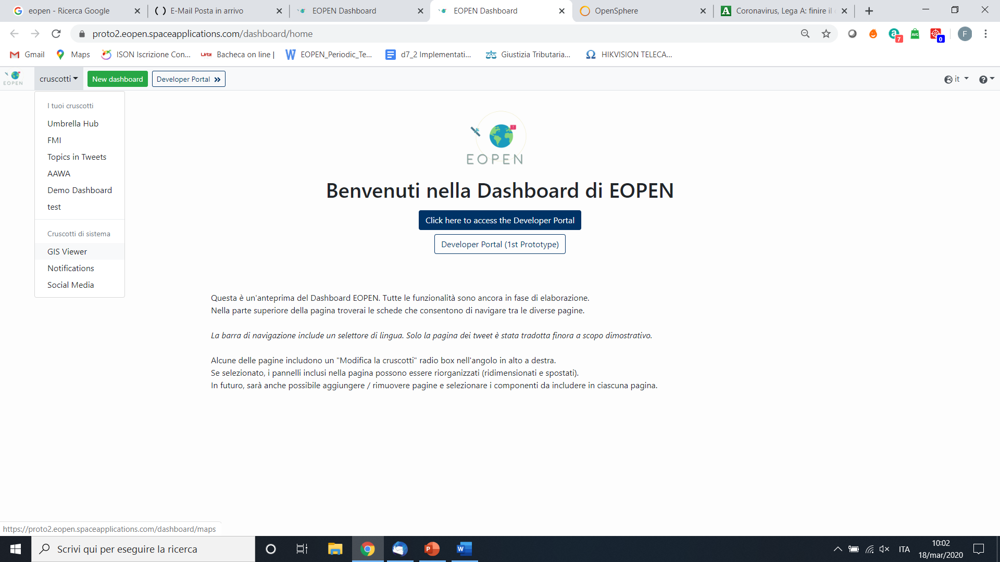 eopen - Ricerca Google
E-Mail Posta in arrivo
EOPEN Dashboard
EOPEN Dashboard
OpenSphere
Coronavirus, Lega A: finire il
proto2.eopen.spaceapplications.com/dashboard/home
7
AVG
0
F
Gmail
Maps
ISON Iscrizione Con...
Bacheca on line |
EOPEN_Periodic_Te...
d7_2 Implementati...
Giustizia Tributaria...
HIKVISION TELECA...
EOPEN
cruscotti
New dashboard
Developer Portal
it
I tuoi cruscotti
Umbrella Hub
FMI
Topics in Tweets
AAWA
Demo Dashboard
test
Cruscotti di sistema
GIS Viewer
Notifications
Social Media
EOPEN
Benvenuti nella Dashboard di EOPEN
Click here to access the Developer Portal
Developer Portal (1st Prototype)
Questa è un'anteprima del Dashboard EOPEN. Tutte le funzionalità sono ancora in fase di elaborazione.
Nella parte superiore della pagina troverai le schede che consentono di navigare tra le diverse pagine.
La barra di navigazione include un selettore di lingua. Solo la pagina dei tweet è stata tradotta finora a scopo dimostrativo.
Alcune delle pagine includono un "Modifica la cruscotti" radio box nell'angolo in alto a destra.
Se selezionato, i pannelli inclusi nella pagina possono essere riorganizzati (ridimensionati e spostati).
In futuro, sarà anche possibile aggiungere / rimuovere pagine e selezionare i componenti da includere in ciascuna pagina.
https://proto2.eopen.spaceapplications.com/dashboard/maps
Scrivi qui per eseguire la ricerca
ITA
10:02
18/mar/2020